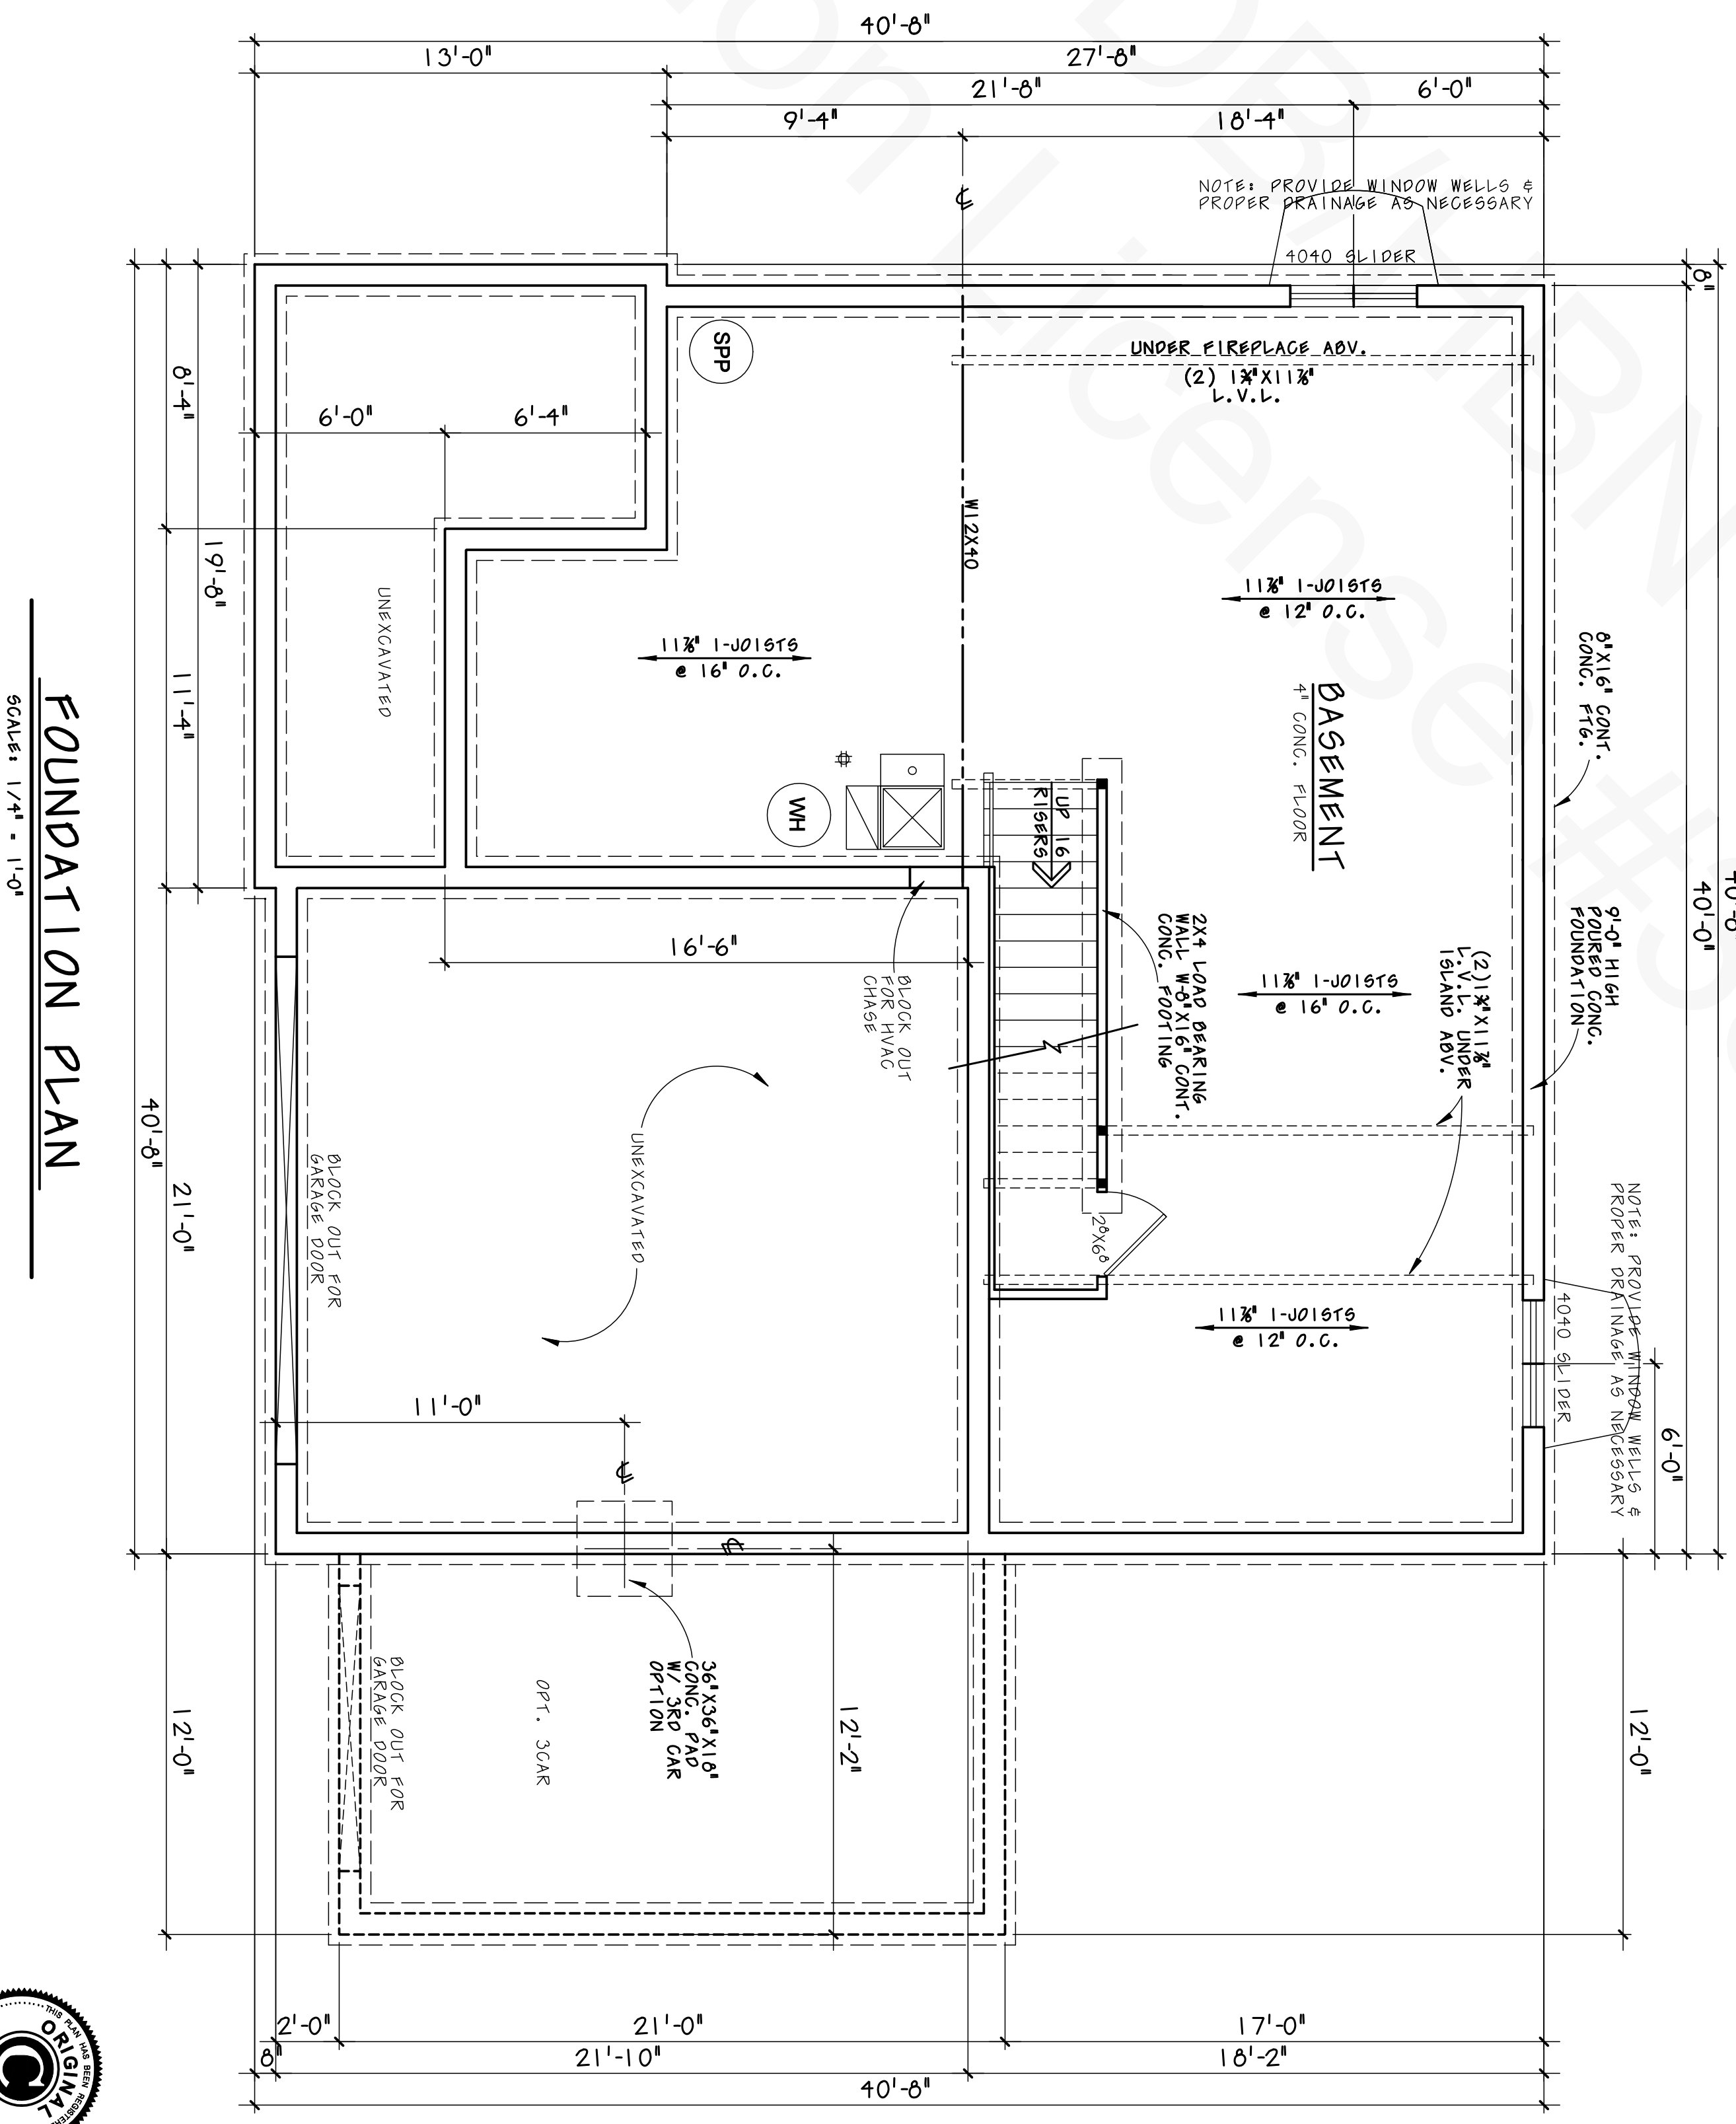 40'-8"
13'-0"
27'-8"
21'-8"
6'-0"
9'-4"
18'-4"
NOTE: PROVIDE WINDOW WELLS &
PROPER DRAINAGE AS NECESSARY
4040 SLIDER
8"
UNDER FIREPLACE ABV.
(2) 1¾"X11⅞"
L.V.L.
SPP
8'-4"
6'-0"
6'-4"
W12X40
19'-8"
UNEXCAVATED
11⅞" I-JOISTS
@ 16" O.C.
11⅞" I-JOISTS
@ 12" O.C.
BASEMENT
4" CONC. FLOOR
8"X16" CONT.
CONC. FTG.
11'-4"
WH
UP 16
RISERS
40'-0"
9'-0" HIGH
POURED CONC.
FOUNDATION
(2)1¾"X11⅞"
L.V.L. UNDER
ISLAND ABV.
2X4 LOAD BEARING
WALL W-8"X16" CONT.
CONC. FOOTING
11⅞" I-JOISTS
@ 16" O.C.
16'-6"
BLOCK OUT
FOR HVAC
CHASE
UNEXCAVATED
BLOCK OUT FOR
GARAGE DOOR
40'-8"
21'-0"
2⁸X6⁸
11⅞" I-JOISTS
@ 12" O.C.
NOTE: PROVIDE WINDOW WELLS &
PROPER DRAINAGE AS NECESSARY
4040 SLIDER
6'-0"
11'-0"
36"X36"X18"
CONC. PAD
W/ 3RD CAR
OPTION
OPT. 3CAR
BLOCK OUT FOR
GARAGE DOOR
12'-0"
12'-2"
12'-0"
2'-0"
21'-0"
17'-0"
8"
21'-10"
18'-2"
40'-8"
FOUNDATION PLAN
SCALE: 1/4" = 1'-0"
THIS PLAN HAS BEEN
ORIGINAL
C
License #